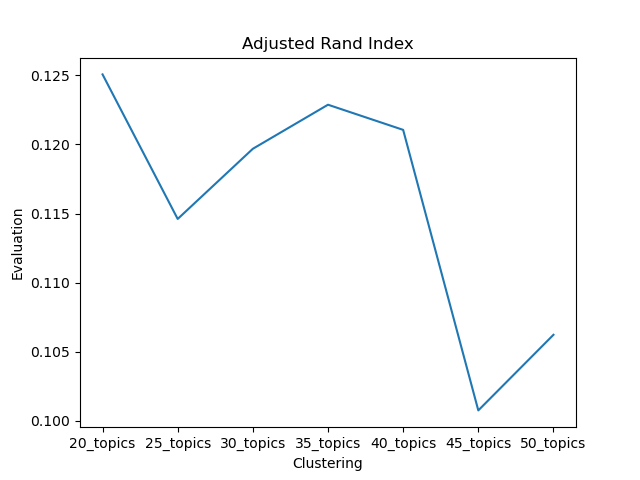 Adjusted Rand Index
Evaluation
0.125
0.120
0.115
0.110
0.105
0.100
20_topics 25_topics 30_topics 35_topics 40_topics 45_topics 50_topics
Clustering